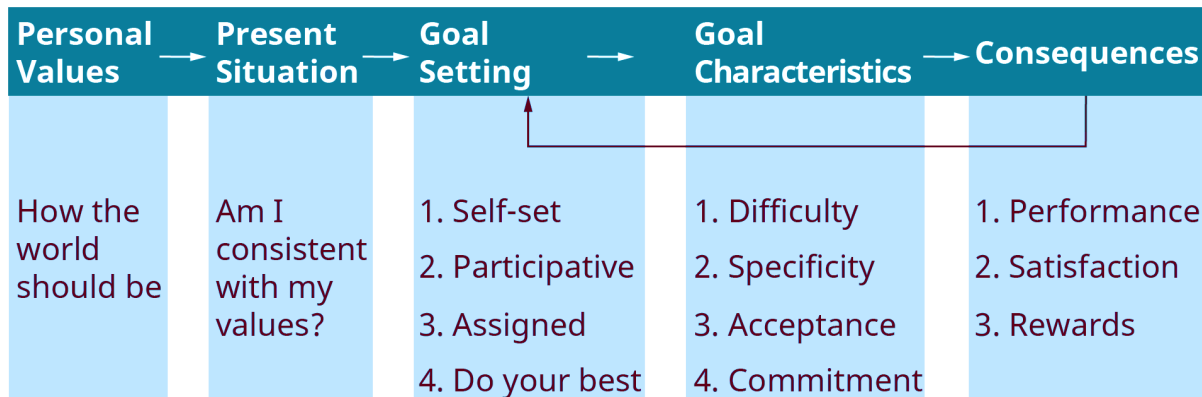 Personal
Values
Present
Situation
Goal
Setting
Goal
Characteristics
Consequences
How the
world
should be
Am I
consistent
with my
values?
1. Self-set
2. Participative
3. Assigned
4. Do your best
1. Difficulty
2. Specificity
3. Acceptance
4. Commitment
1. Performance
2. Satisfaction
3. Rewards